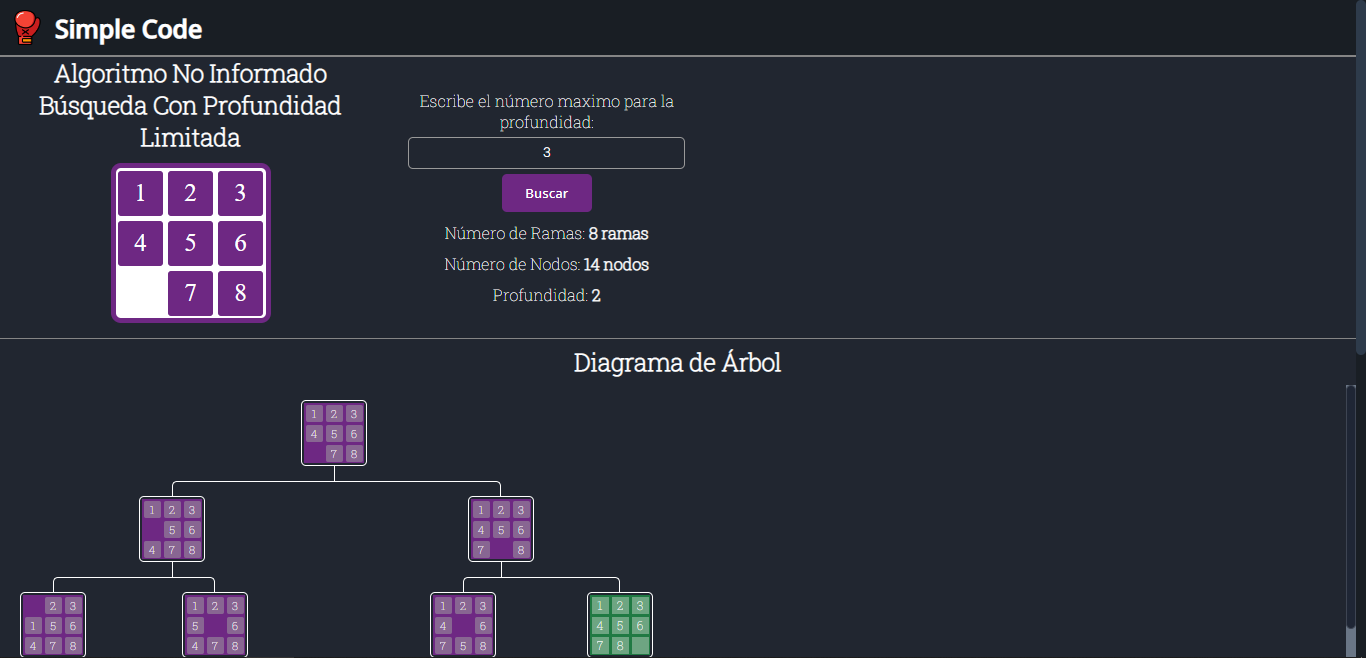 Simple Code
Algoritmo No Informado
Búsqueda Con Profundidad
Limitada
1 2 3
4 5 6
7 8
Escribe el número maximo para la
profundidad:
3
Buscar
Número de Ramas: 8 ramas
Número de Nodos: 14 nodos
Profundidad: 2
Diagrama de Árbol
1 2 3
4 5 6
7 8
1 2 3
5 6
4 7 8
1 2 3
4 5 6
7 8
2 3
1 5 6
4 7 8
1 2 3
5 6
4 7 8
1 2 3
4 6
7 5 8
1 2 3
4 5 6
7 8